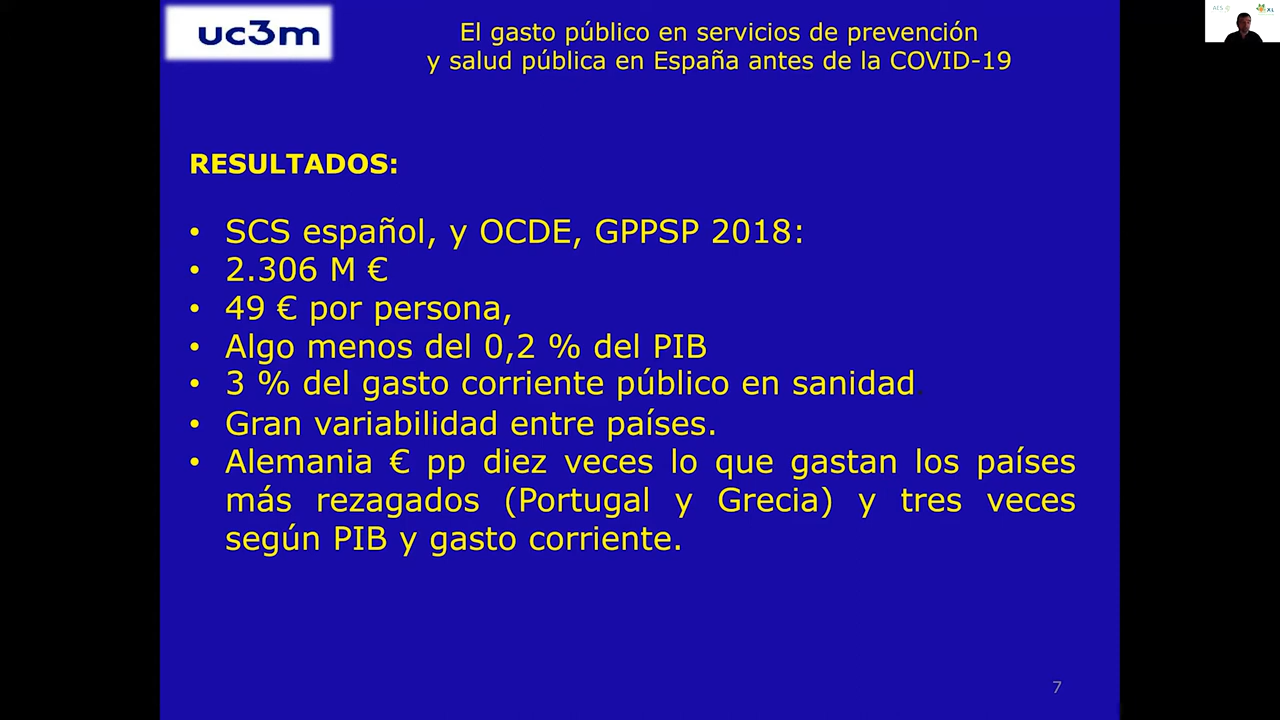 uc3m
El gasto público en servicios de prevención
y salud pública en España antes de la COVID-19
RESULTADOS:
• SCS español, y OCDE, GPPSP 2018:
• 2.306 M €
• 49 € por persona,
• Algo menos del 0,2 % del PIB
• 3 % del gasto corriente público en sanidad
• Gran variabilidad entre países.
• Alemania € pp diez veces lo que gastan los países
más rezagados (Portugal y Grecia) y tres veces
según PIB y gasto corriente.
7
AES
XL